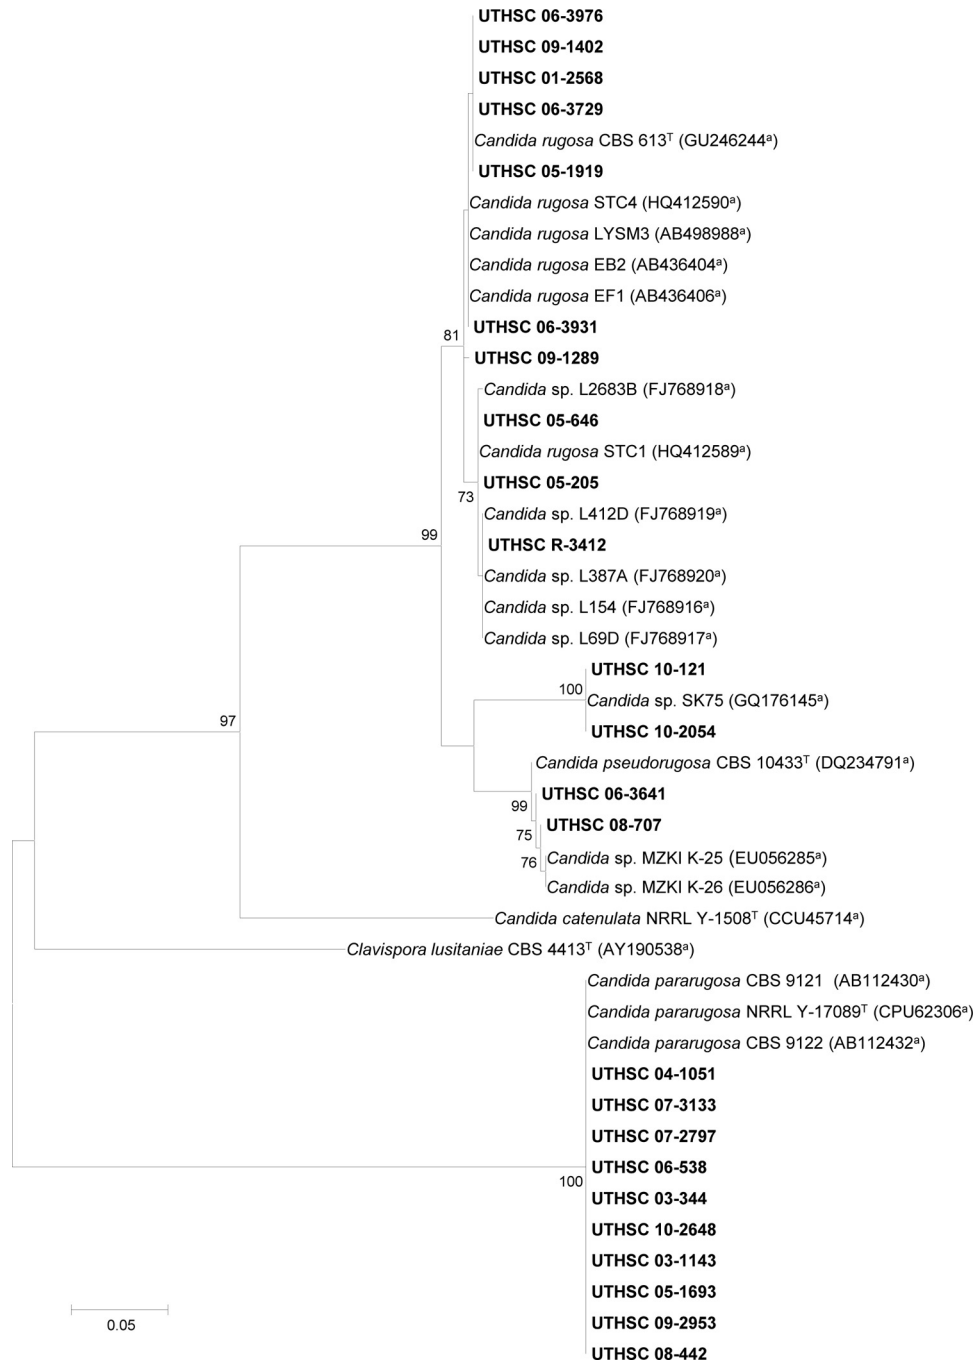 UTHSC 06-3976
UTHSC 09-1402
UTHSC 01-2568
UTHSC 06-3729
Candida rugosa CBS 613ᵀ (GU246244ᵃ)
UTHSC 05-1919
Candida rugosa STC4 (HQ412590ᵃ)
Candida rugosa LYSM3 (AB498988ᵃ)
Candida rugosa EB2 (AB436404ᵃ)
Candida rugosa EF1 (AB436406ᵃ)
UTHSC 06-3931
81
UTHSC 09-1289
Candida sp. L2683B (FJ768918ᵃ)
UTHSC 05-646
Candida rugosa STC1 (HQ412589ᵃ)
UTHSC 05-205
73
Candida sp. L412D (FJ768919ᵃ)
99
UTHSC R-3412
Candida sp. L387A (FJ768920ᵃ)
Candida sp. L154 (FJ768916ᵃ)
Candida sp. L69D (FJ768917ᵃ)
UTHSC 10-121
100
Candida sp. SK75 (GQ176145ᵃ)
97
UTHSC 10-2054
Candida pseudorugosa CBS 10433ᵀ (DQ234791ᵃ)
UTHSC 06-3641
99
UTHSC 08-707
75
Candida sp. MZKI K-25 (EU056285ᵃ)
76
Candida sp. MZKI K-26 (EU056286ᵃ)
Candida catenulata NRRL Y-1508ᵀ (CCU45714ᵃ)
Clavispora lusitaniae CBS 4413ᵀ (AY190538ᵃ)
Candida pararugosa CBS 9121 (AB112430ᵃ)
Candida pararugosa NRRL Y-17089ᵀ (CPU62306ᵃ)
Candida pararugosa CBS 9122 (AB112432ᵃ)
UTHSC 04-1051
UTHSC 07-3133
UTHSC 07-2797
UTHSC 06-538
100
UTHSC 03-344
UTHSC 10-2648
UTHSC 03-1143
UTHSC 05-1693
UTHSC 09-2953
0.05
UTHSC 08-442